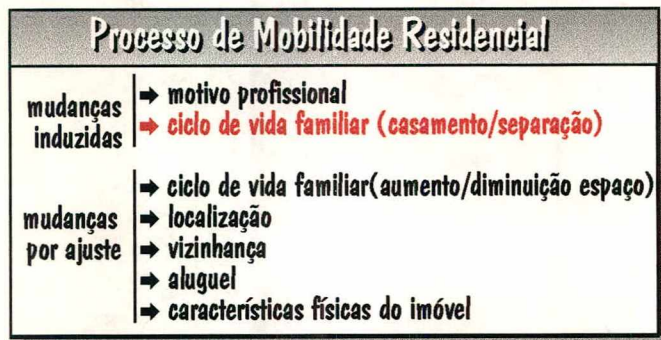 Processo de Mobilidade Residencial
mudanças
induzidas
➡ motivo profissional
➡ ciclo de vida familiar (casamento/separação)
mudanças
por ajuste
➡ ciclo de vida familiar(aumento/diminuição espaço)
➡ localização
➡ vizinhança
➡ aluguel
➡ características físicas do imóvel